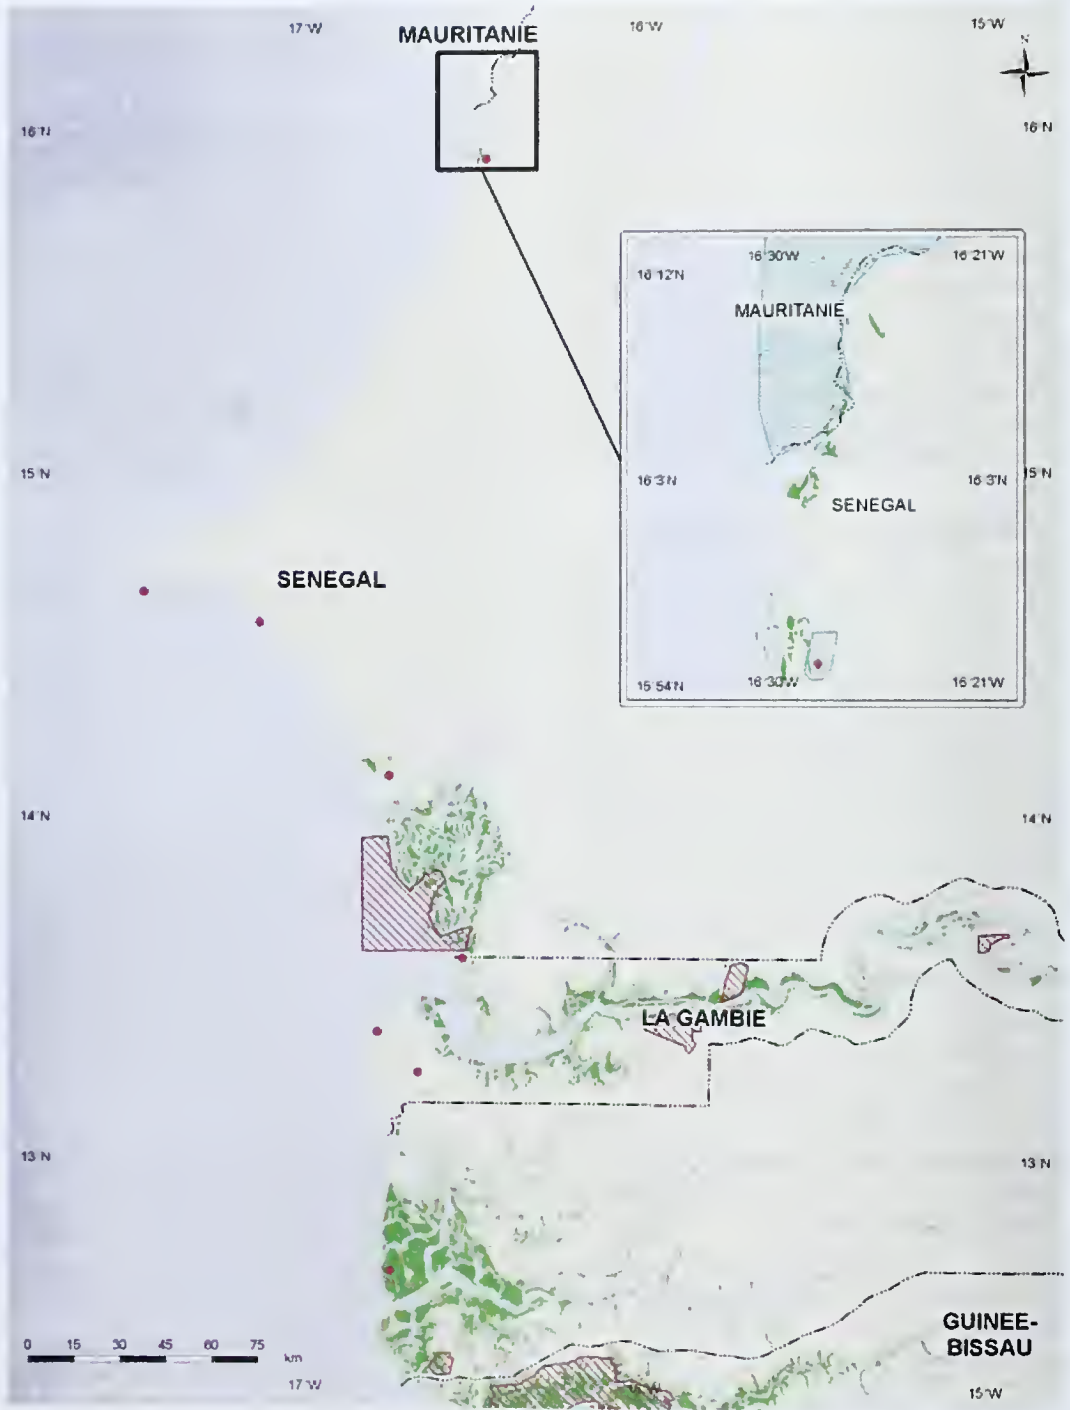 17°W
MAURITANIE
16°W
15°W
N
16°N
16°N
16°30'W
16°21'W
16°12'N
MAURITANIE
15°N
16°3'N
16°3'N
15°N
SENEGAL
SENEGAL
15°54'N
16°30'W
16°21'W
14°N
14°N
LA GAMBIE
13°N
13°N
GUINEE-
BISSAU
0 15 30 45 60 75
km
17°W
15°W